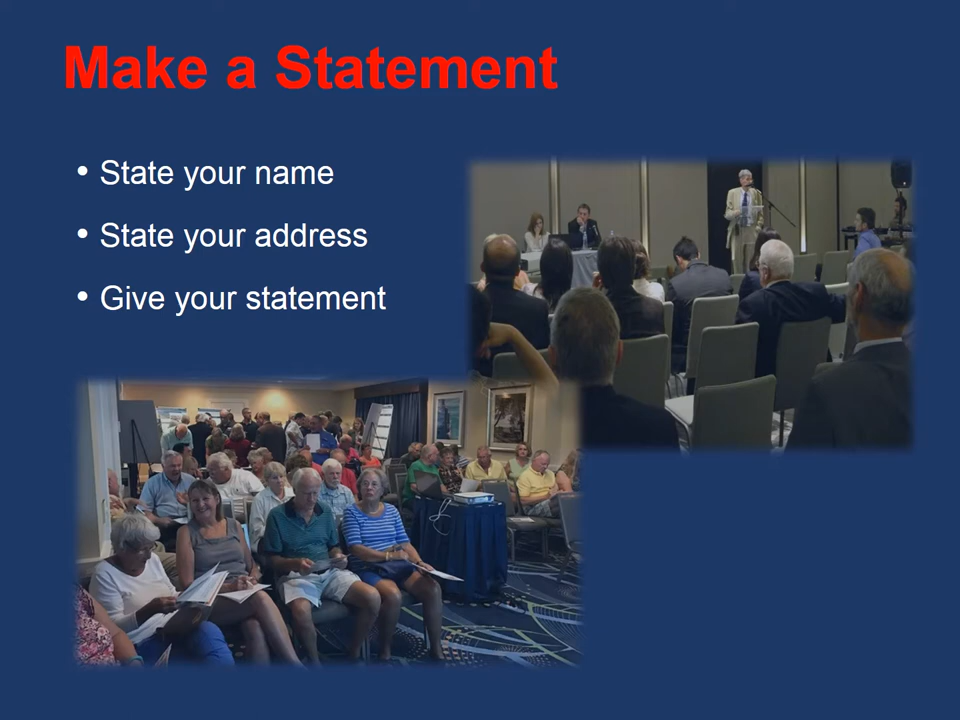 Make a Statement
• State your name
• State your address
• Give your statement